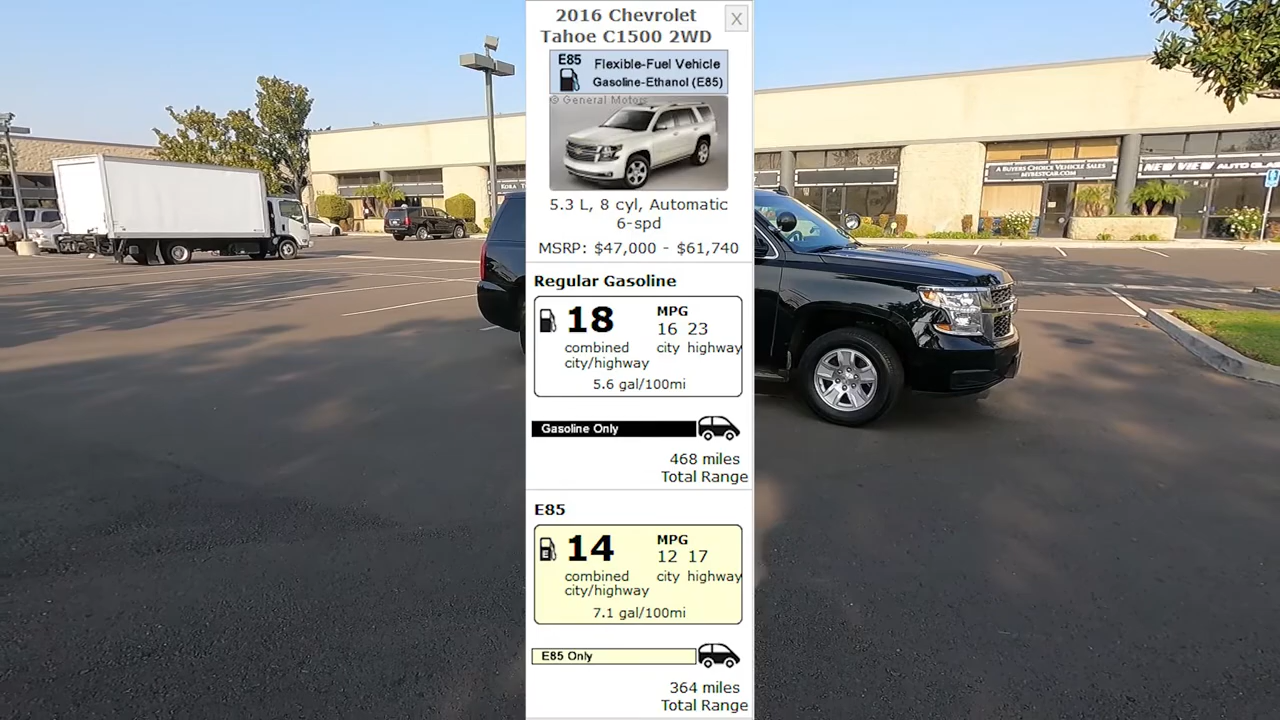 2016 Chevrolet
Tahoe C1500 2WD
X
E85
Flexible-Fuel Vehicle
Gasoline-Ethanol (E85)
© General Motors
5.3 L, 8 cyl, Automatic
6-spd
MSRP: $47,000 - $61,740
Regular Gasoline
18
MPG
16 23
combined
city/highway
city highway
5.6 gal/100mi
Gasoline Only
468 miles
Total Range
E85
E
14
MPG
12 17
combined
city/highway
city highway
7.1 gal/100mi
E85 Only
364 miles
Total Range
A BUYERS CHOICE VEHICLE SALES
MYBESTCAR.COM
NEW VIEW AUTO GLASS